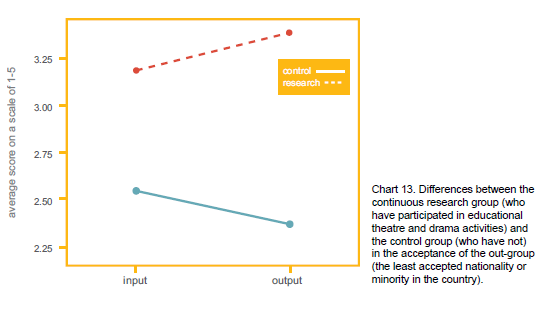 average score on a scale of 1-5
3.25
3.00
2.75
2.50
2.25
control
research
input
output
Chart 13. Differences between the
continuous research group (who
have participated in educational
theatre and drama activities) and
the control group (who have not)
in the acceptance of the out-group
(the least accepted nationality or
minority in the country).